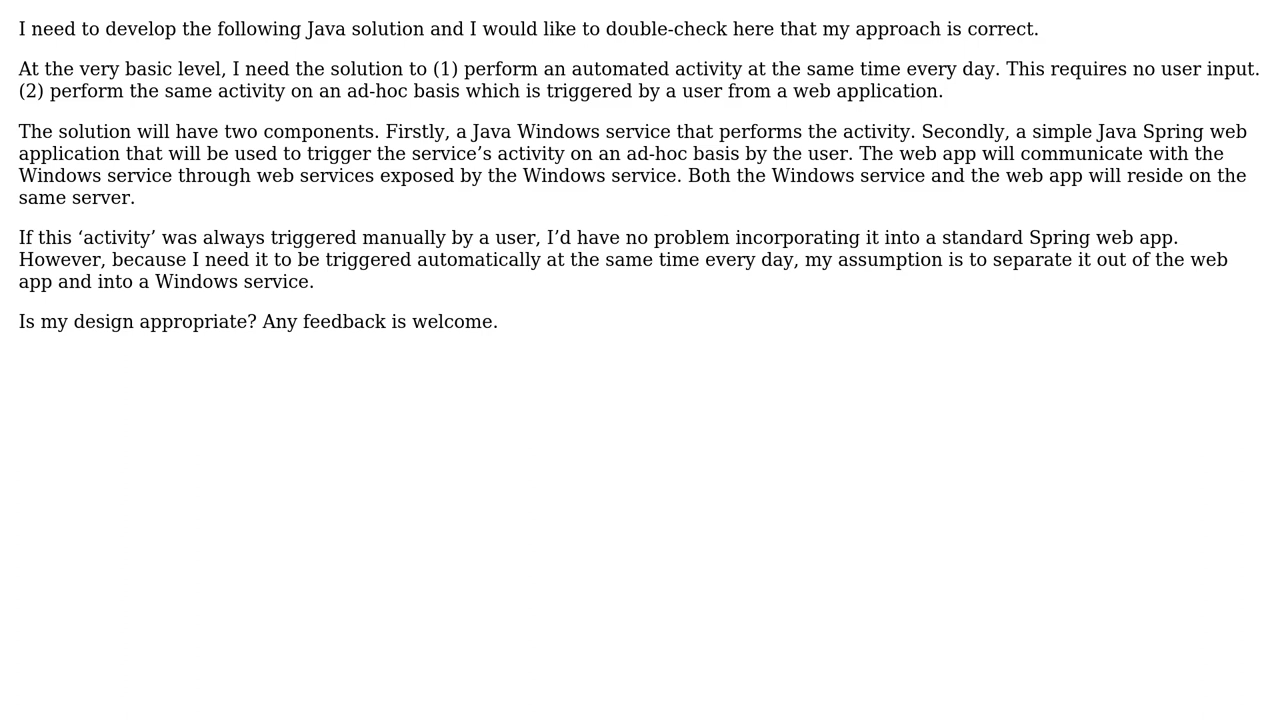 I need to develop the following Java solution and I would like to double-check here that my approach is correct.
At the very basic level, I need the solution to (1) perform an automated activity at the same time every day. This requires no user input.
(2) perform the same activity on an ad-hoc basis which is triggered by a user from a web application.
The solution will have two components. Firstly, a Java Windows service that performs the activity. Secondly, a simple Java Spring web
application that will be used to trigger the service’s activity on an ad-hoc basis by the user. The web app will communicate with the
Windows service through web services exposed by the Windows service. Both the Windows service and the web app will reside on the
same server.
If this ‘activity’ was always triggered manually by a user, I’d have no problem incorporating it into a standard Spring web app.
However, because I need it to be triggered automatically at the same time every day, my assumption is to separate it out of the web
app and into a Windows service.
Is my design appropriate? Any feedback is welcome.